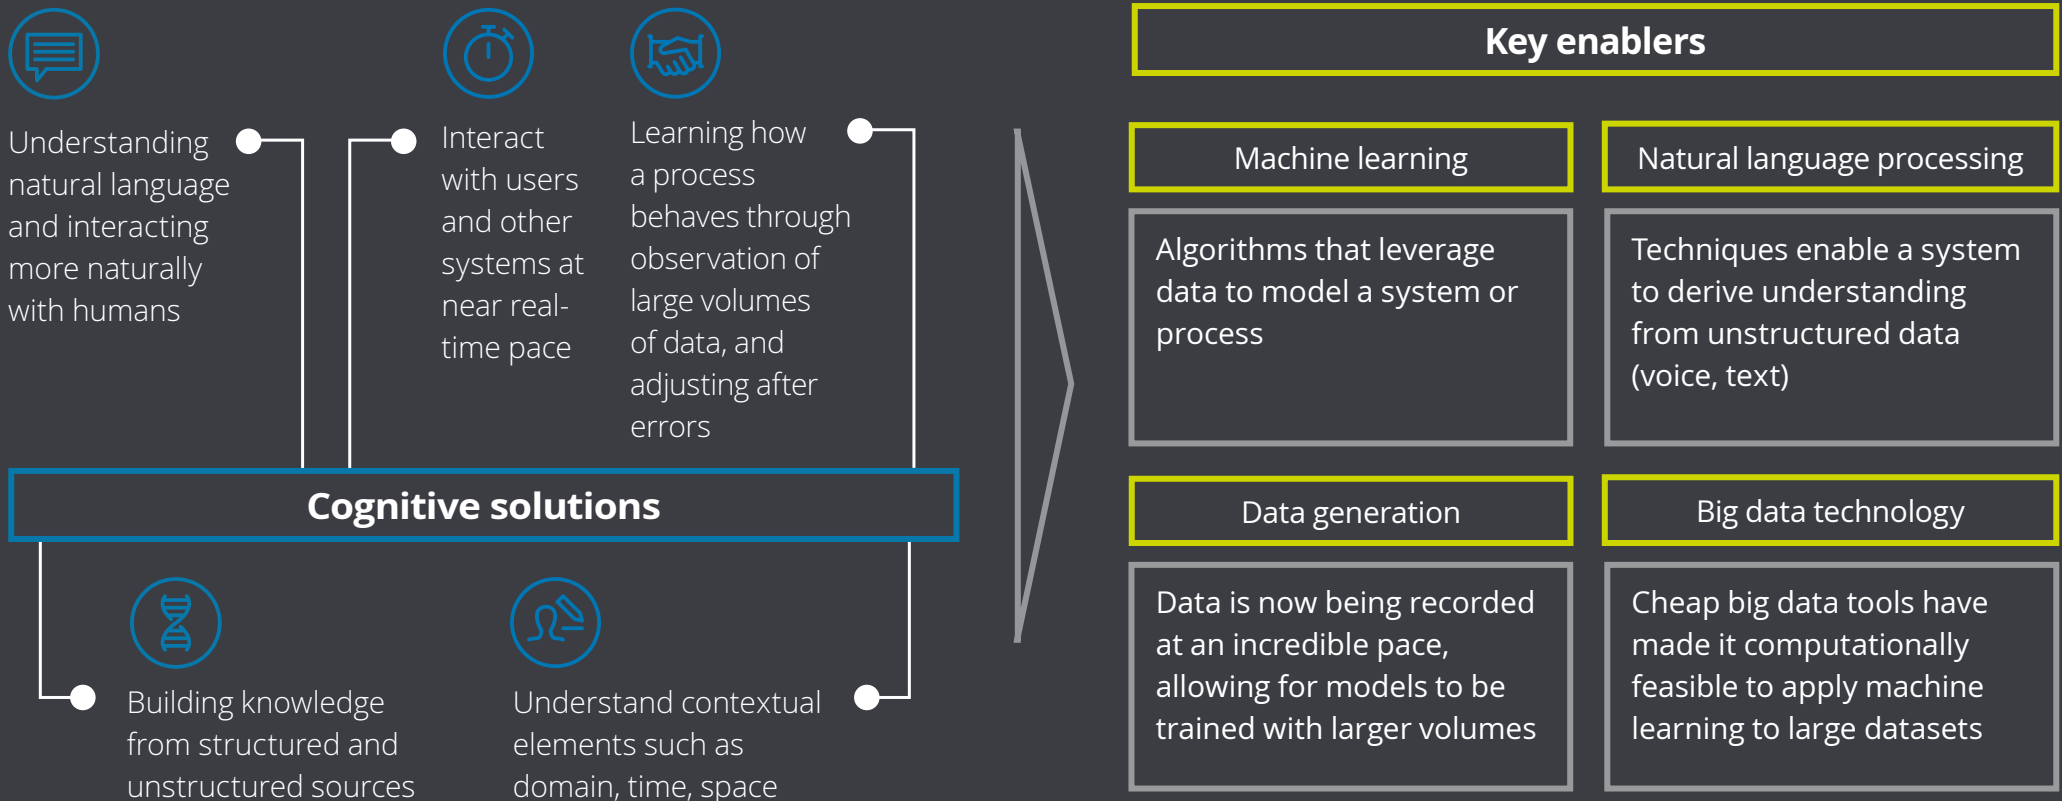 Understanding
natural language
and interacting
more naturally
with humans
Interact
with users
and other
systems at
near real-
time pace
Learning how
a process
behaves through
observation of
large volumes
of data, and
adjusting after
errors
Cognitive solutions
Building knowledge
from structured and
unstructured sources
Understand contextual
elements such as
domain, time, space
Key enablers
Machine learning
Algorithms that leverage
data to model a system or
process
Natural language processing
Techniques enable a system
to derive understanding
from unstructured data
(voice, text)
Data generation
Data is now being recorded
at an incredible pace,
allowing for models to be
trained with larger volumes
Big data technology
Cheap big data tools have
made it computationally
feasible to apply machine
learning to large datasets